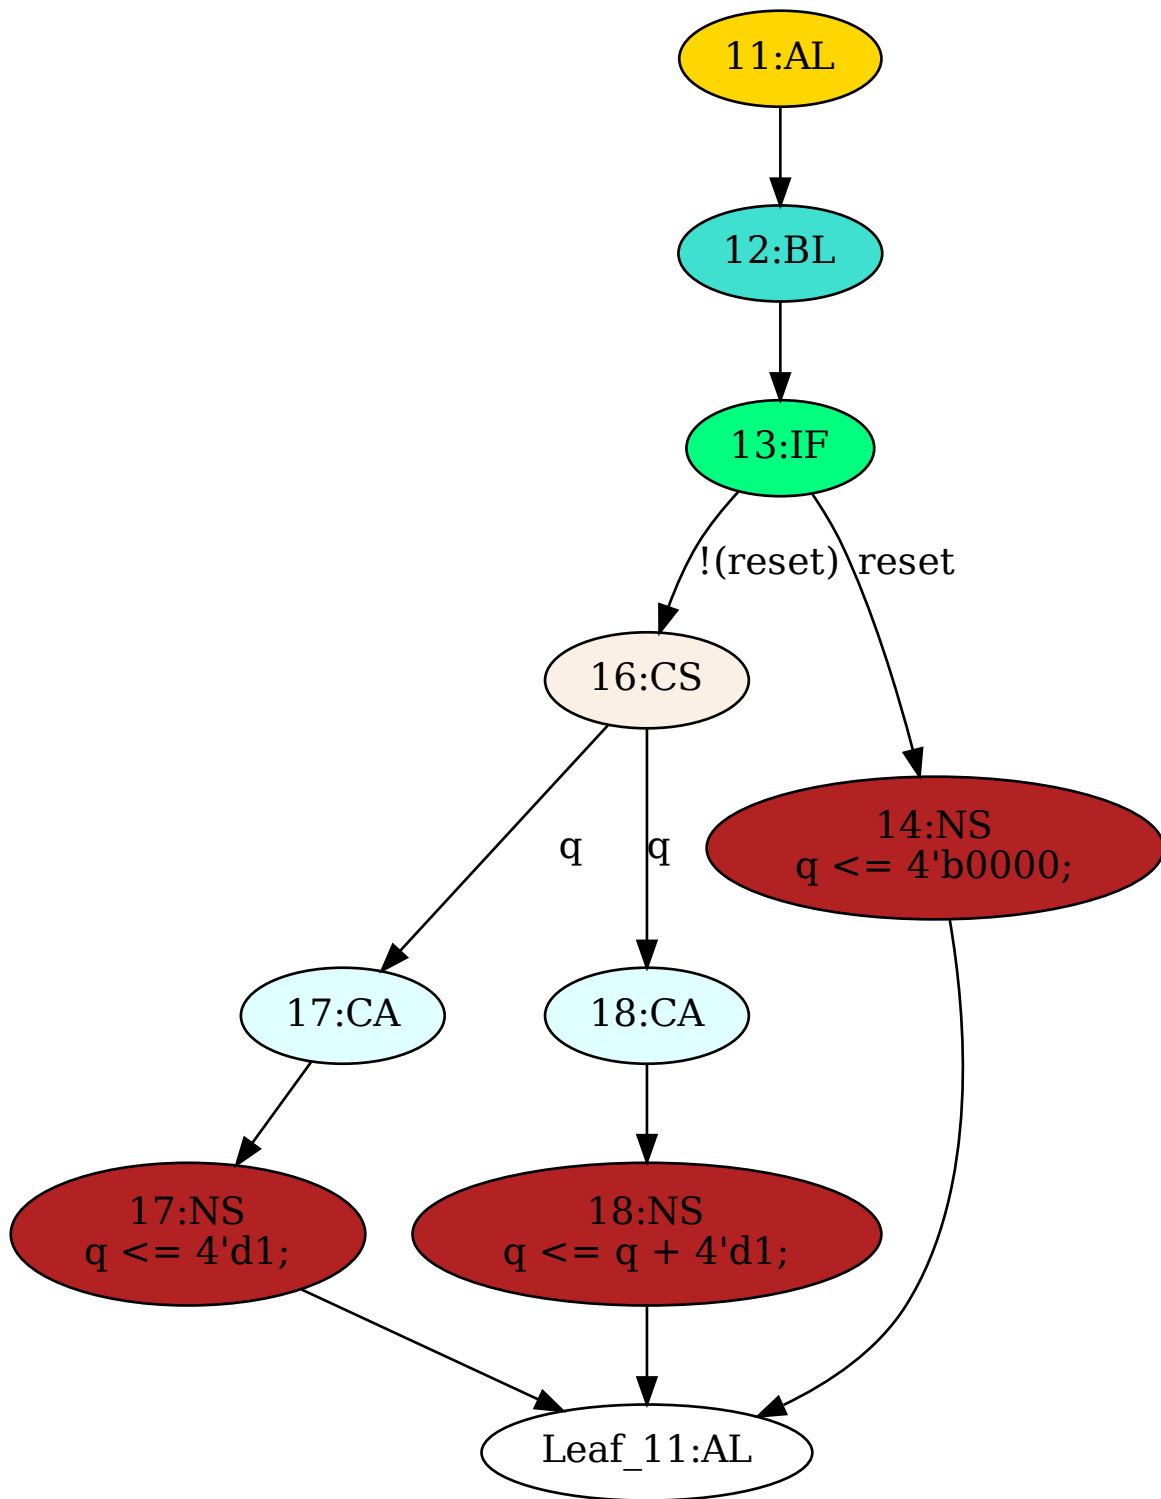 11:AL
12:BL
13:IF
!(reset)
reset
16:CS
14:NS
q <= 4'b0000;
q
q
17:CA
18:CA
17:NS
q <= 4'd1;
18:NS
q <= q + 4'd1;
Leaf_11:AL